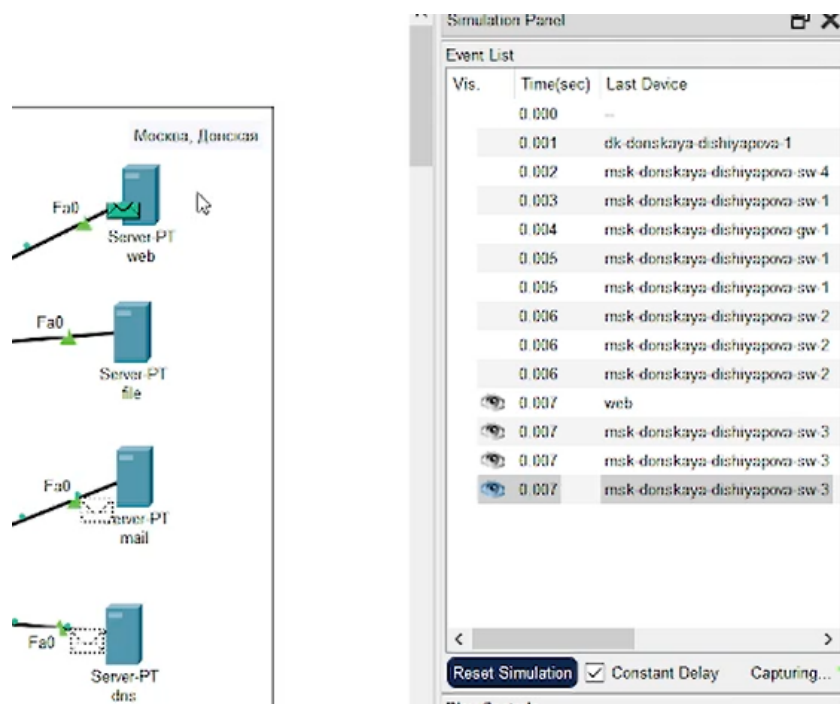 Simulation Panel
Event List
Vis. Time(sec) Last Device
0.000 --
0.001 dk-donskaya-dishiyapova-1
0.002 msk-donskaya-dishiyapova-sw-4
0.003 msk-donskaya-dishiyapova-sw-1
0.004 msk-donskaya-dishiyapova-gw-1
0.005 msk-donskaya-dishiyapova-sw-1
0.005 msk-donskaya-dishiyapova-sw-1
0.006 msk-donskaya-dishiyapova-sw-2
0.006 msk-donskaya-dishiyapova-sw-2
0.006 msk-donskaya-dishiyapova-sw-2
0.007 web
0.007 msk-donskaya-dishiyapova-sw-3
0.007 msk-donskaya-dishiyapova-sw-3
0.007 msk-donskaya-dishiyapova-sw-3
Reset Simulation Constant Delay Capturing...
Москва, Донская
Fa0
Server-PT
web
Fa0
Server-PT
file
Fa0
Server-PT
mail
Fa0
Server-PT
dns